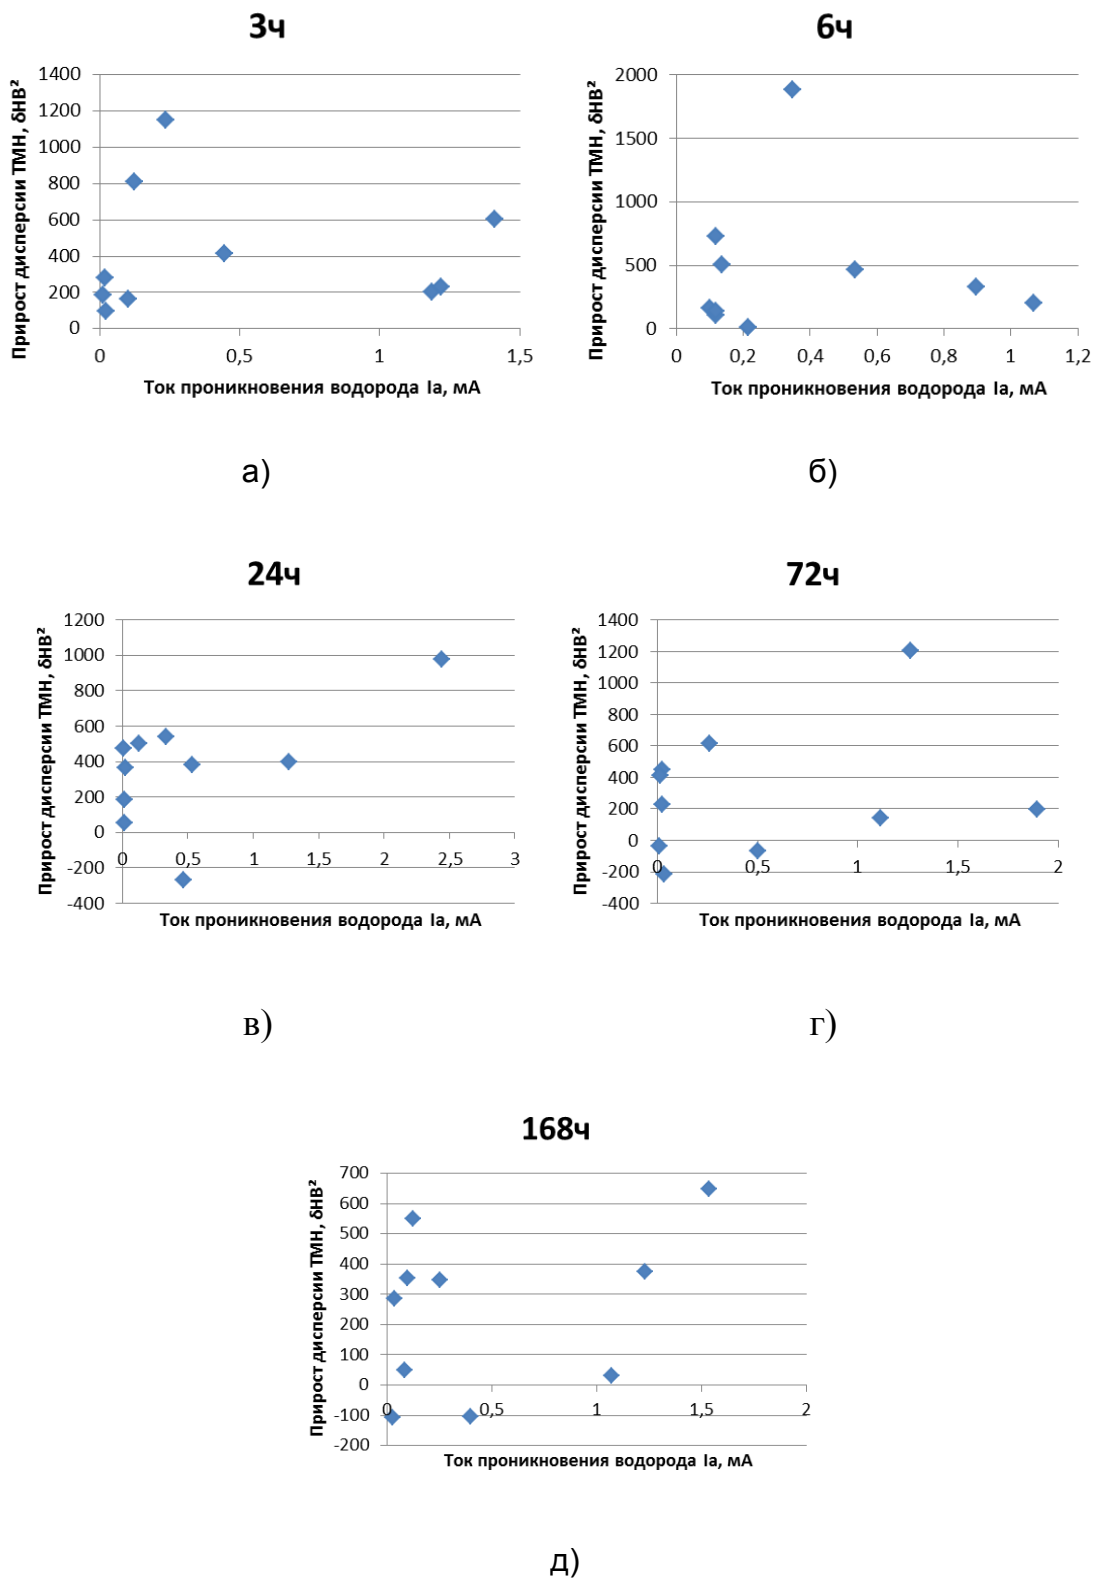 3ч
Прирост дисперсии ТМН, δНВ²
1400
1200
1000
800
600
400
200
0
0 0,5 1 1,5
Ток проникновения водорода Iа, мА
а)
6ч
Прирост дисперсии ТМН, δНВ²
2000
1500
1000
500
0
0 0,2 0,4 0,6 0,8 1 1,2
Ток проникновения водорода Iа, мА
б)
24ч
Прирост дисперсии ТМН, δНВ²
1200
1000
800
600
400
200
0
-200
-400
0 0,5 1 1,5 2 2,5 3
Ток проникновения водорода Iа, мА
в)
72ч
Прирост дисперсии ТМН, δНВ²
1400
1200
1000
800
600
400
200
0
-200
-400
0 0,5 1 1,5 2
Ток проникновения водорода Iа, мА
г)
168ч
Прирост дисперсии ТМН, δНВ²
700
600
500
400
300
200
100
0
-100
-200
0 0,5 1 1,5 2
Ток проникновения водорода Iа, мА
д)